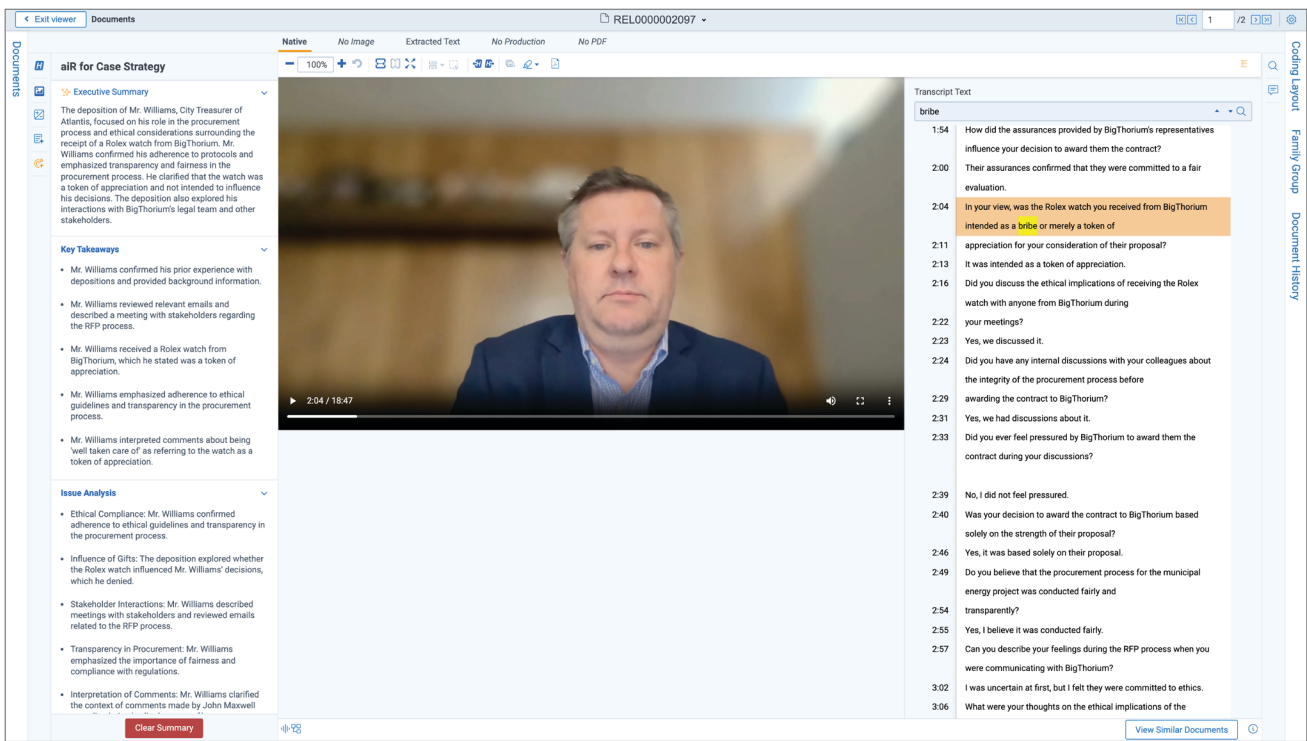 Exit viewer
Documents
REL0000002097
1
/2
Documents
Native
No Image
Extracted Text
No Production
No PDF
aiR for Case Strategy
100%
Executive Summary
The deposition of Mr. Williams, City Treasurer of
Atlantis, focused on his role in the procurement
process and ethical considerations surrounding the
receipt of a Rolex watch from BigThorium. Mr.
Williams confirmed his adherence to protocols and
emphasized transparency and fairness in the
procurement process. He clarified that the watch was
a token of appreciation and not intended to influence
his decisions. The deposition also explored his
interactions with BigThorium's legal team and other
stakeholders.
Key Takeaways
• Mr. Williams confirmed his prior experience with
depositions and provided background information.
• Mr. Williams reviewed relevant emails and
described a meeting with stakeholders regarding
the RFP process.
• Mr. Williams received a Rolex watch from
BigThorium, which he stated was a token of
appreciation.
• Mr. Williams emphasized adherence to ethical
guidelines and transparency in the procurement
process.
• Mr. Williams interpreted comments about being
'well taken care of' as referring to the watch as a
token of appreciation.
Issue Analysis
• Ethical Compliance: Mr. Williams confirmed
adherence to ethical guidelines and transparency in
the procurement process.
• Influence of Gifts: The deposition explored whether
the Rolex watch influenced Mr. Williams' decisions,
which he denied.
• Stakeholder Interactions: Mr. Williams described
meetings with stakeholders and reviewed emails
related to the RFP process.
• Transparency in Procurement: Mr. Williams
emphasized the importance of fairness and
compliance with regulations.
• Interpretation of Comments: Mr. Williams clarified
the context of comments made by John Maxwell
Clear Summary
2:04 / 18:47
Transcript Text
bribe
1:54 How did the assurances provided by BigThorium's representatives
influence your decision to award them the contract?
2:00 Their assurances confirmed that they were committed to a fair
evaluation.
2:04 In your view, was the Rolex watch you received from BigThorium
intended as a bribe or merely a token of
2:11 appreciation for your consideration of their proposal?
2:13 It was intended as a token of appreciation.
2:16 Did you discuss the ethical implications of receiving the Rolex
watch with anyone from BigThorium during
2:22 your meetings?
2:23 Yes, we discussed it.
2:24 Did you have any internal discussions with your colleagues about
the integrity of the procurement process before
2:29 awarding the contract to BigThorium?
2:31 Yes, we had discussions about it.
2:33 Did you ever feel pressured by BigThorium to award them the
contract during your discussions?
2:39 No, I did not feel pressured.
2:40 Was your decision to award the contract to BigThorium based
solely on the strength of their proposal?
2:46 Yes, it was based solely on their proposal.
2:49 Do you believe that the procurement process for the municipal
energy project was conducted fairly and
2:54 transparently?
2:55 Yes, I believe it was conducted fairly.
2:57 Can you describe your feelings during the RFP process when you
were communicating with BigThorium?
3:02 I was uncertain at first, but I felt they were committed to ethics.
3:06 What were your thoughts on the ethical implications of the
View Similar Documents
Coding Layout
Family Group
Document History